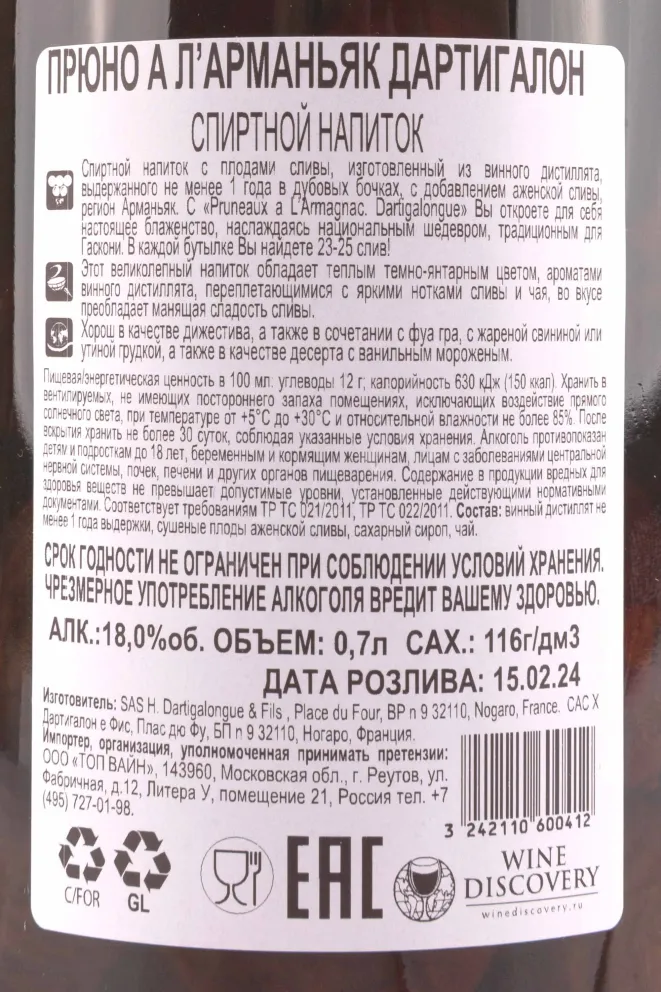 ПРЮНО А Л'АРМАНЬЯК ДАРТИГАЛОН
СПИРТНОЙ НАПИТОК
Спиртной напиток с плодами сливы, изготовленный из винного дистиллята,
выдержанного не менее 1 года в дубовых бочках, с добавлением аженской сливы,
регион Арманьяк. С «Pruneaux a L'Armagnac. Dartigalongue» Вы откроете для себя
настоящее блаженство, наслаждаясь национальным шедевром, традиционным для
Гаскони. В каждой бутылке Вы найдете 23-25 слив!
Этот великолепный напиток обладает теплым темно-янтарным цветом, ароматами
винного дистиллята, переплетающимися с яркими нотками сливы и чая, во вкусе
преобладает манящая сладость сливы.
Хорош в качестве дижестива, а также в сочетании с фуа гра, с жареной свининой или
утиной грудкой, а также в качестве десерта с ванильным мороженым.
Пищевая/энергетическая ценность в 100 мл: углеводы 12 г; калорийность 630 кДж (150 ккал). Хранить в
вентилируемых, не имеющих постороннего запаха помещениях, исключающих воздействие прямого
солнечного света, при температуре от +5°С до +30°С и относительной влажности не более 85%. После
вскрытия хранить не более 30 суток, соблюдая указанные условия хранения. Алкоголь противопоказан
детям и подросткам до 18 лет, беременным и кормящим женщинам, лицам с заболеваниями центральной
нервной системы, почек, печени и других органов пищеварения. Содержание в продукции вредных для
здоровья веществ не превышает допустимые уровни, установленные действующими нормативными
документами. Соответствует требованиям ТР ТС 021/2011, ТР ТС 022/2011. Состав: винный дистиллят не
менее 1 года выдержки, сушеные плоды аженской сливы, сахарный сироп, чай.
СРОК ГОДНОСТИ НЕ ОГРАНИЧЕН ПРИ СОБЛЮДЕНИИ УСЛОВИЙ ХРАНЕНИЯ.
ЧРЕЗМЕРНОЕ УПОТРЕБЛЕНИЕ АЛКОГОЛЯ ВРЕДИТ ВАШЕМУ ЗДОРОВЬЮ.
АЛК.:18,0%об. ОБЪЕМ: 0,7л САХ.: 116г/дм3
ДАТА РОЗЛИВА: 15.02.24
Изготовитель: SAS H. Dartigalongue & Fils , Place du Four, BP n 9 32110, Nogaro, France. САС Х
Дартигалон е Фис, Плас дю Фу, БП n 9 32110, Ногаро, Франция.
Импортер, организация, уполномоченная принимать претензии:
ООО «ТОП ВАЙН», 143960, Московская обл., г. Реутов, ул.
Фабричная, д.12, Литера У, помещение 21, Россия тел. +7
(495) 727-01-98.
3 242110 600412
C/FOR
GL
EAC
WINE
DISCOVERY
winediscovery.ru